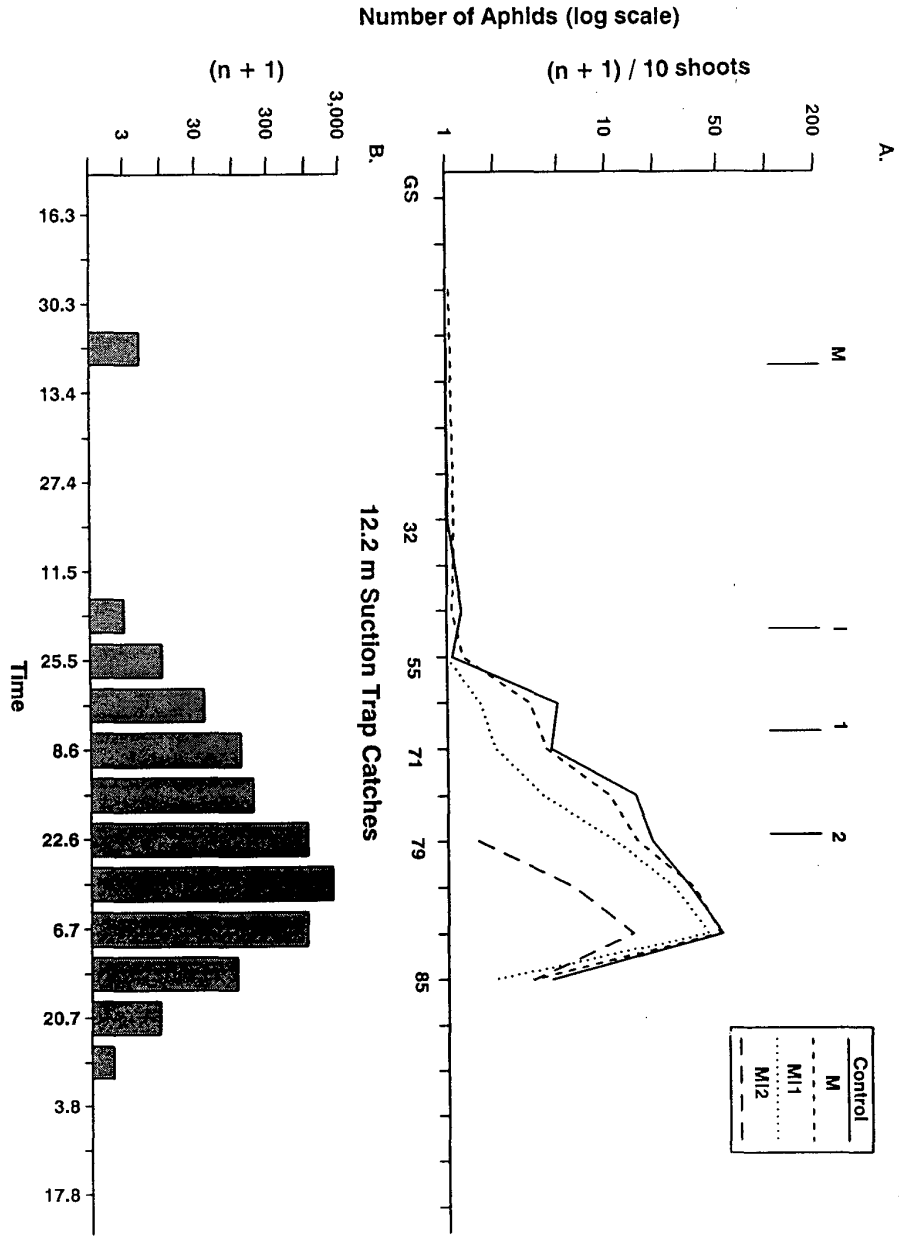 Number of Aphids (log scale)
(n + 1) / 10 shoots
A.
200
50
10
1
GS
32
55
71
79
85
M
I
1
2
Control
M
MI1
MI2
12.2 m Suction Trap Catches
B.
(n + 1)
3,000
300
30
3
16.3
30.3
13.4
27.4
11.5
25.5
8.6
22.6
6.7
20.7
3.8
17.8
Time